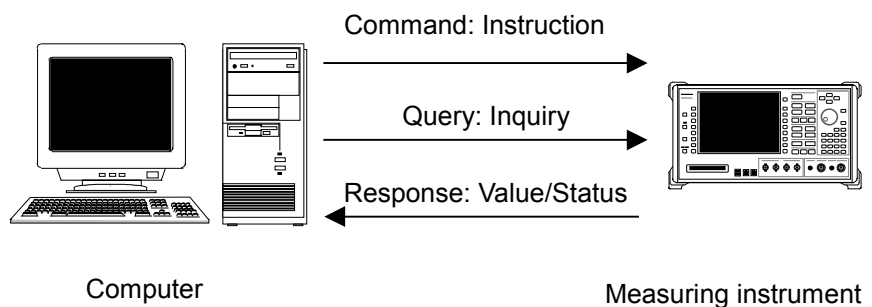 Command: Instruction
Query: Inquiry
Response: Value/Status
Computer
Measuring instrument